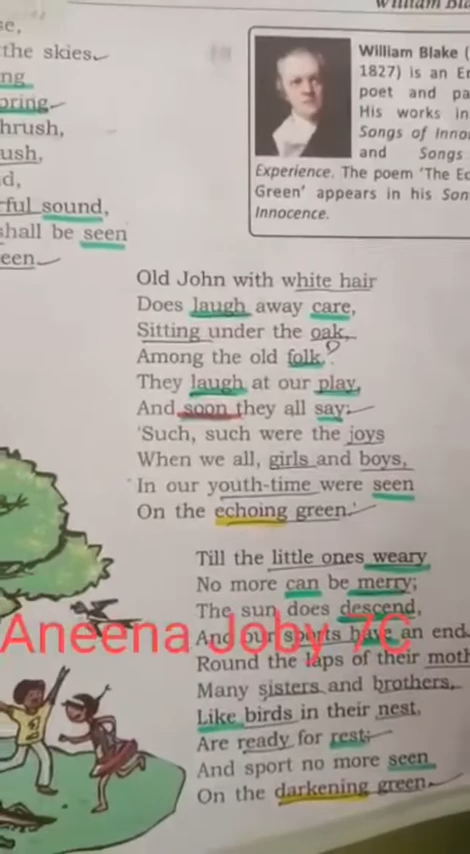 William Bla
se,
the skies
ng
pring
hrush,
ush,
d,
rful sound,
shall be seen
een
William Blake (
1827) is an En
poet and pa
His works in
Songs of Inno
and Songs
Experience. The poem ‘The Ec
Green’ appears in his Son
Innocence.
Old John with white hair
Does laugh away care,
Sitting under the oak,
Among the old folk.
They laugh at our play,
And soon they all say:
‘Such, such were the joys
When we all, girls and boys,
In our youth-time were seen
On the echoing green.’
Till the little ones weary
No more can be merry;
The sun does descend,
And our sports have an end.
Aneena Joby 7C
Round the laps of their moth
Many sisters and brothers,
Like birds in their nest,
Are ready for rest;
And sport no more seen
On the darkening green.